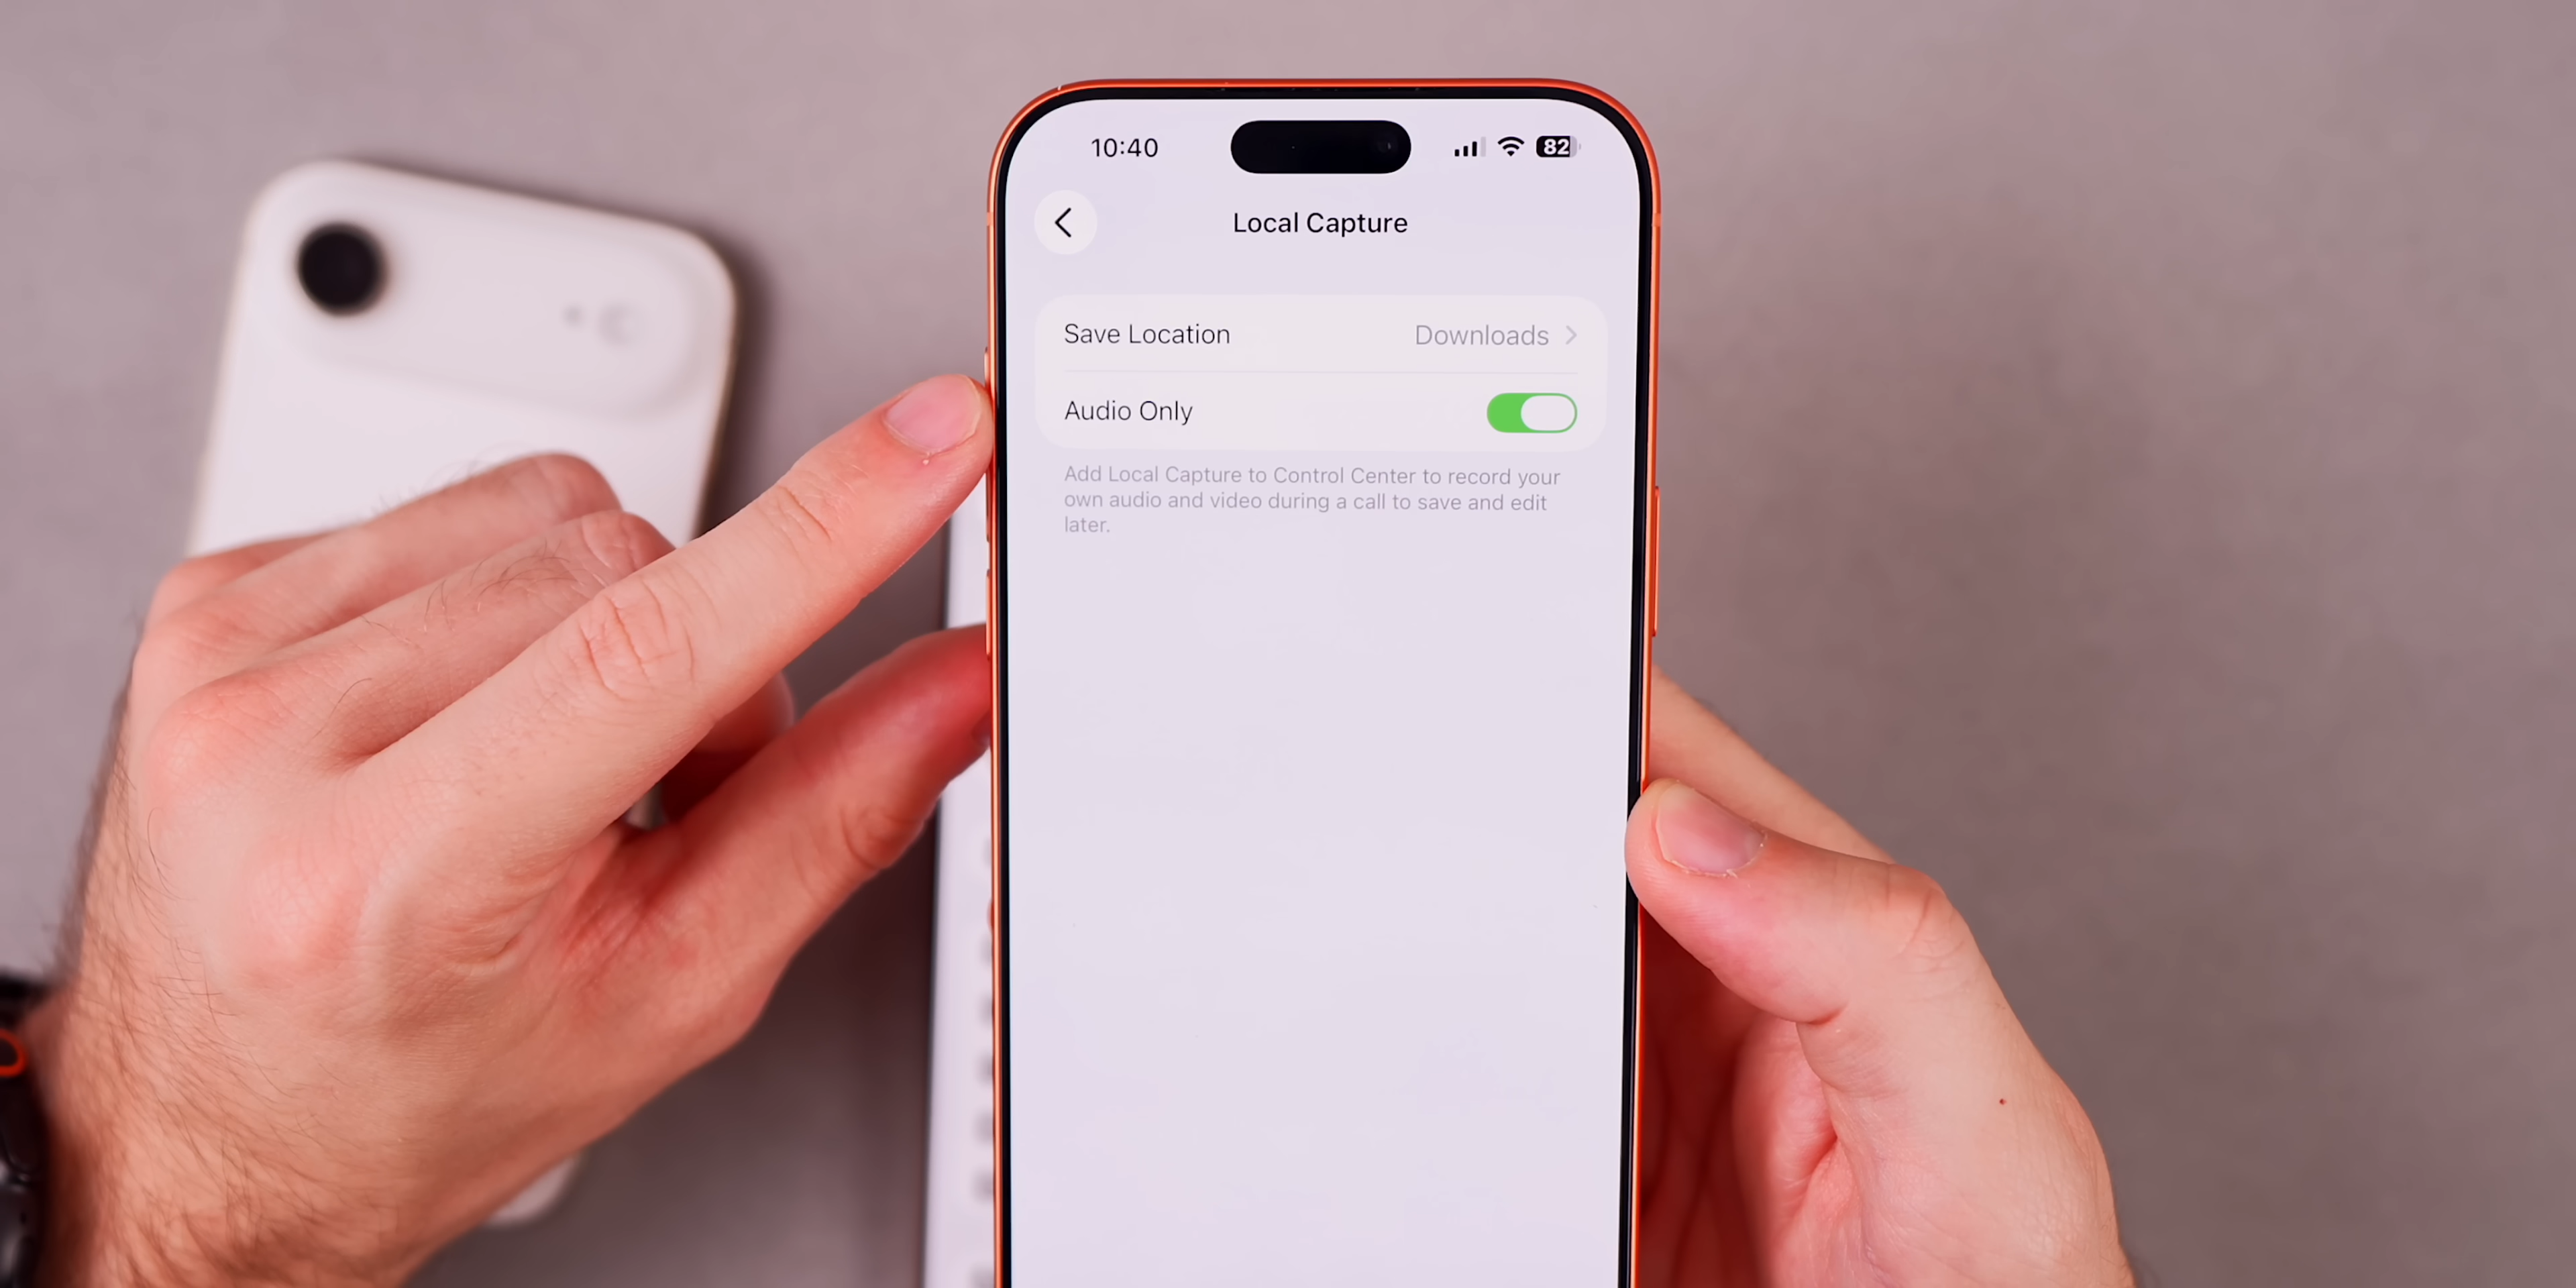 10:40
82
Local Capture
Save Location Downloads
Audio Only
Add Local Capture to Control Center to record your
own audio and video during a call to save and edit
later.